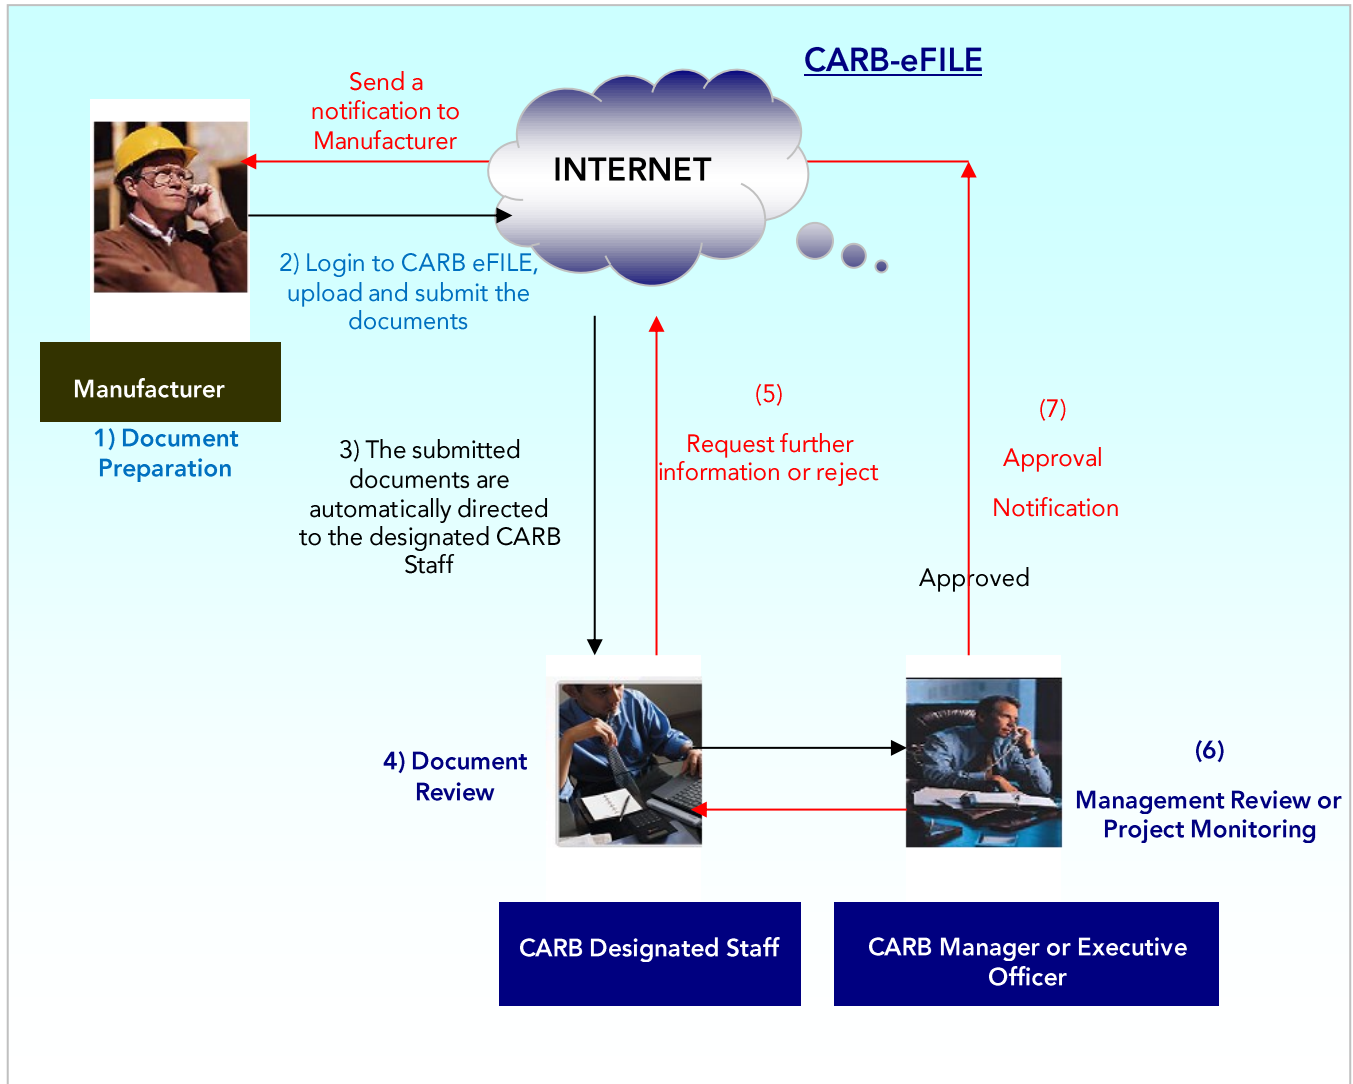 CARB-eFILE
Send a
notification to
Manufacturer
INTERNET
2) Login to CARB eFILE,
upload and submit the
documents
Manufacturer
1) Document
Preparation
3) The submitted
documents are
automatically directed
to the designated CARB
Staff
(5)
Request further
information or reject
(7)
Approval
Notification
Approved
4) Document
Review
(6)
Management Review or
Project Monitoring
CARB Designated Staff
CARB Manager or Executive
Officer